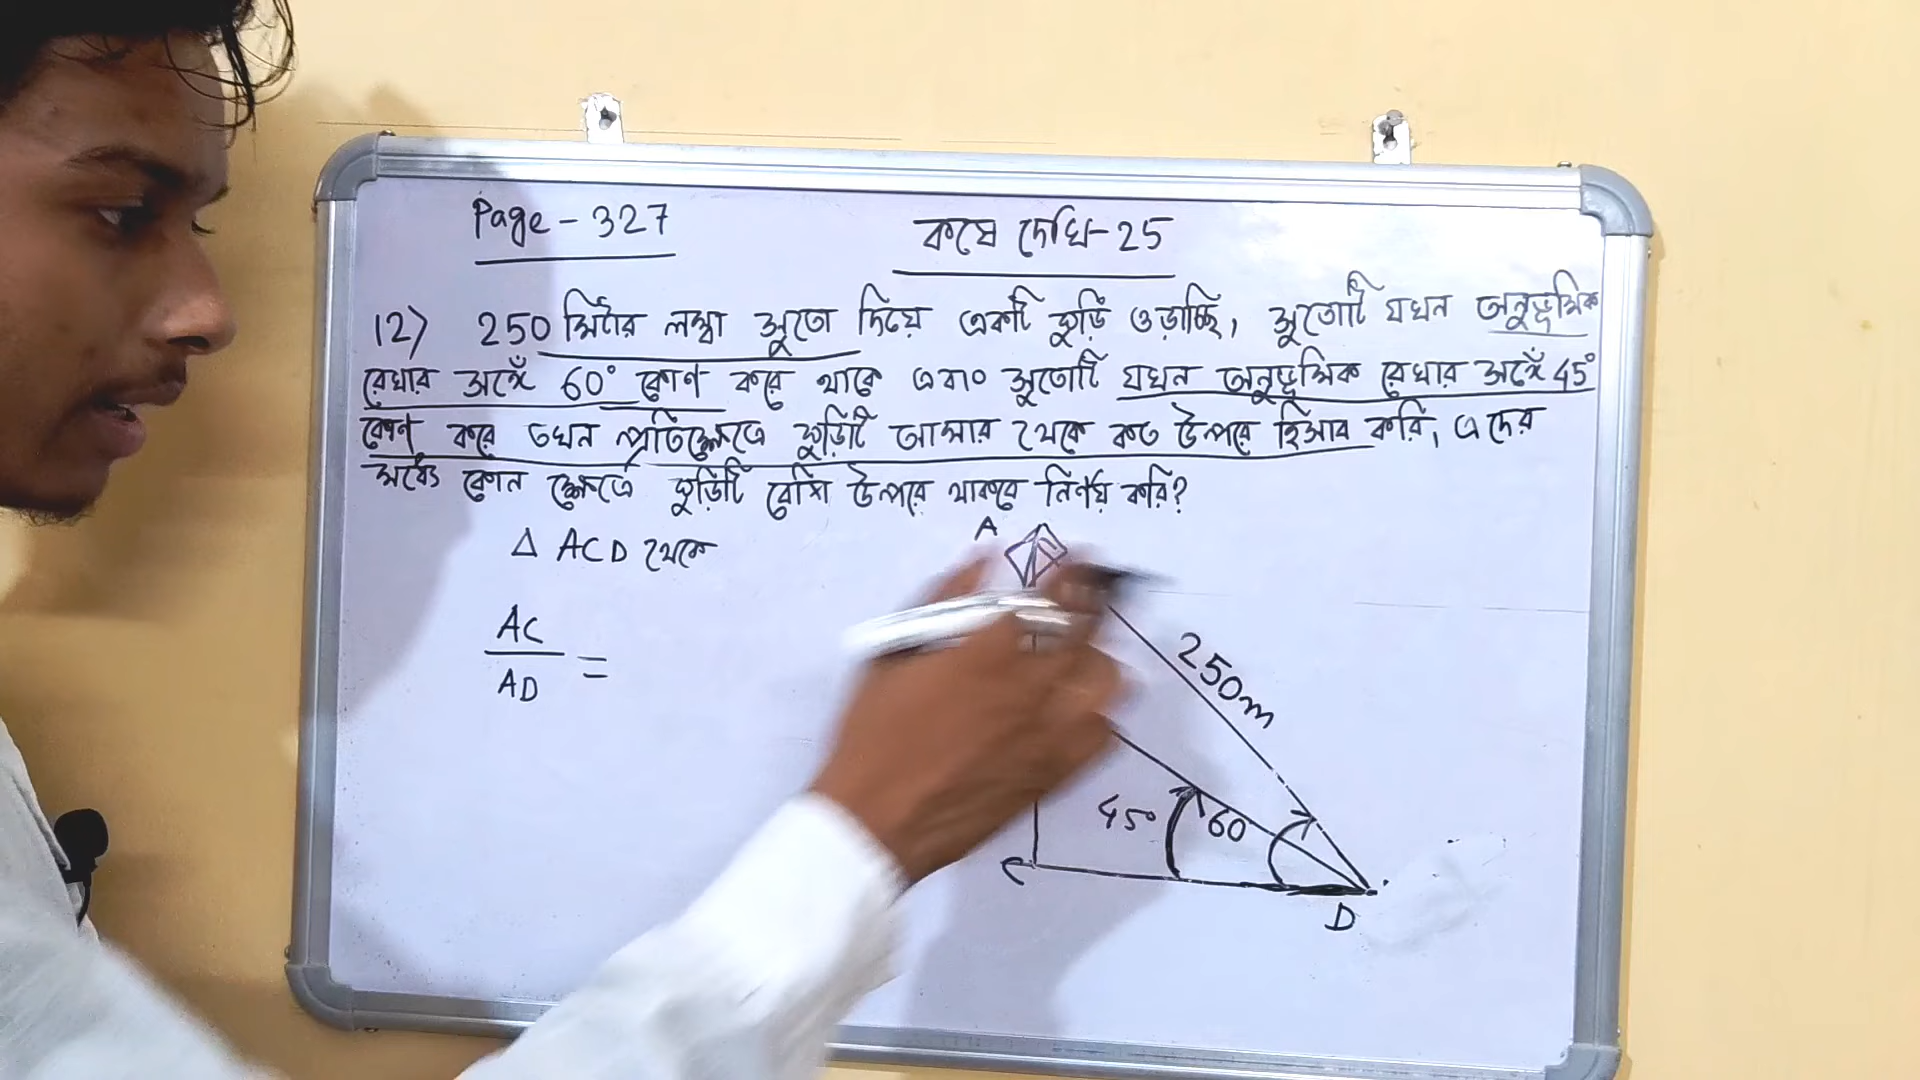 Page - 327
কষে দেখি-25
12) 250 মিটার লম্বা সুতো দিয়ে একটি ঘুড়ি ওড়াচ্ছি, সুতোটি যখন অনুভূমিক
রেখার সঙ্গে 60° কোণ করে থাকে এবং সুতোটি যখন অনুভূমিক রেখার সঙ্গে 45°
কোণ করে তখন প্রতিক্ষেত্রে ঘুড়িটি আমার থেকে কত উপরে হিসাব করি, এদের
মধ্যে কোন ক্ষেত্রে ঘুড়িটি বেশি উপরে থাকবে নির্ণয় করি?
Δ ACD থেকে
A
AC
AD =
250m
45° 60
C
D